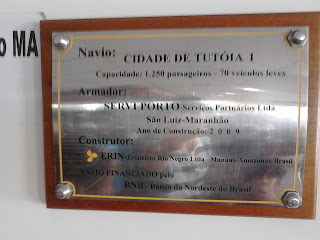 o MA
Navio: CIDADE DE TUTÓIA I
Capacidade: 1.250 passageiros - 70 veículos leves
Armador:
SERVI PORTO-Serviços Portuários Ltda
São Luiz-Maranhão
Ano de Construção: 2 0 0 9
Construtor:
ERIN-Estaleiro Rio Negro Ltda Manaus-Amazonas-Brasil
NAVIO FINANCIADO pelo
BNB - Banco do Nordeste do Brasil